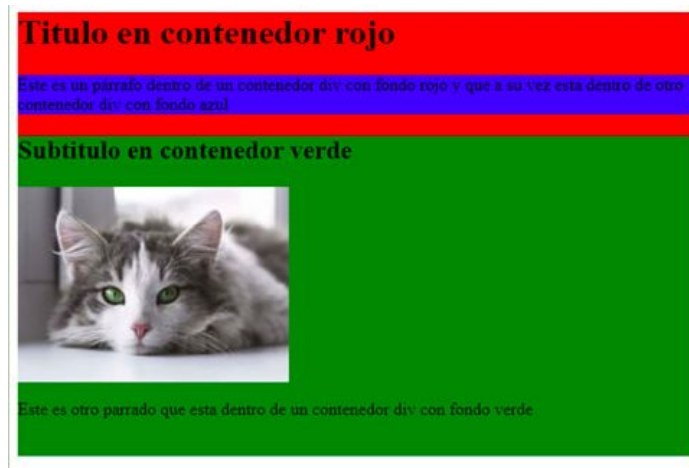 Titulo en contenedor rojo
Este es un párrafo dentro de un contenedor div con fondo rojo y que a su vez esta dentro de otro
contenedor div con fondo azul
Subtitulo en contenedor verde
Este es otro parrado que esta dentro de un contenedor div con fondo verde